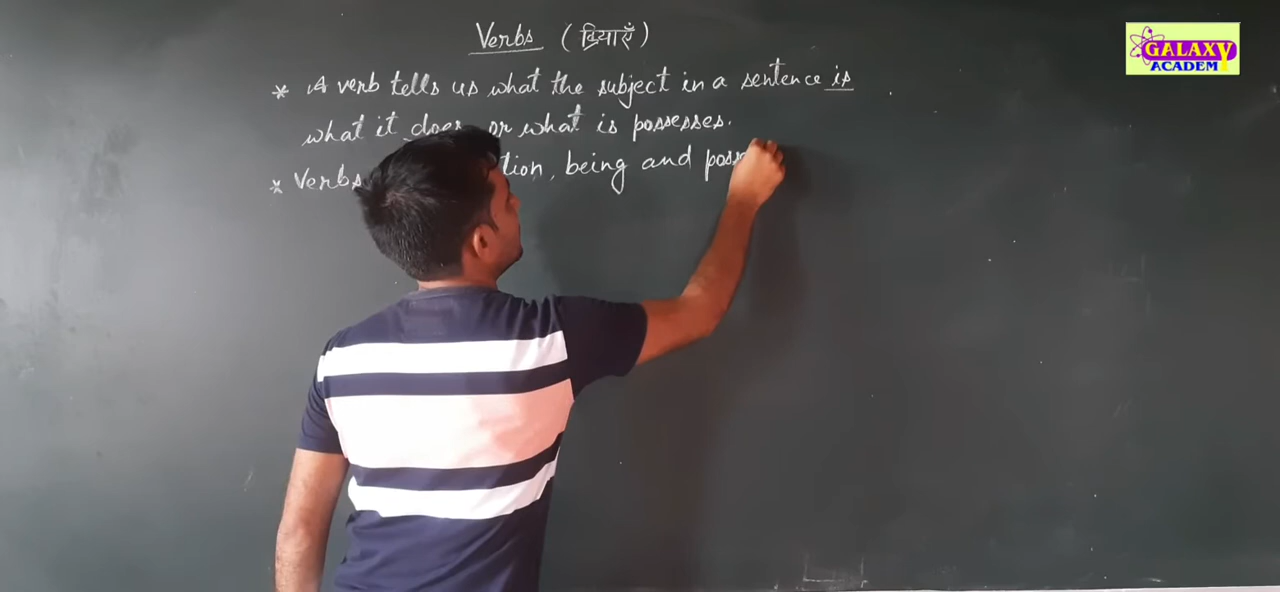 Verbs (क्रियाएँ)
* A verb tells us what the subject in a sentence is
what it does or what is possesses.
* Verbs tion, being and poss
GALAXY
ACADEMY